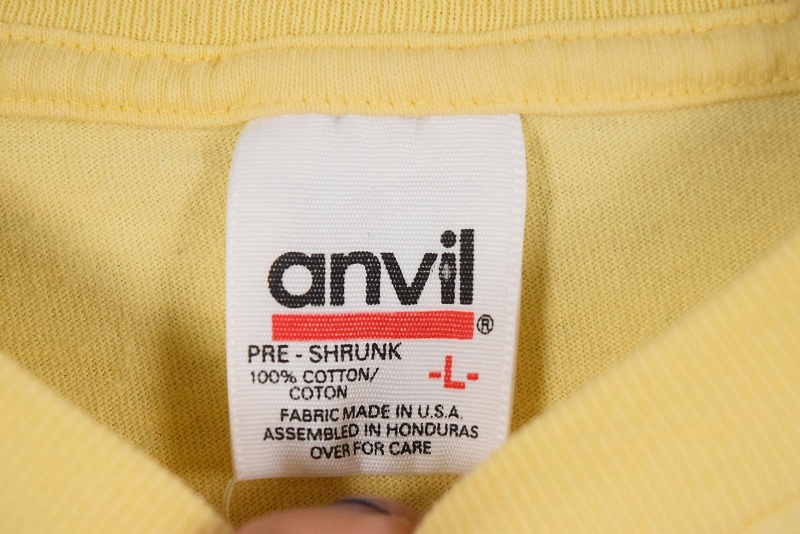 anvil
®
PRE - SHRUNK
100% COTTON/
COTON
-L-
FABRIC MADE IN U.S.A.
ASSEMBLED IN HONDURAS
OVER FOR CARE